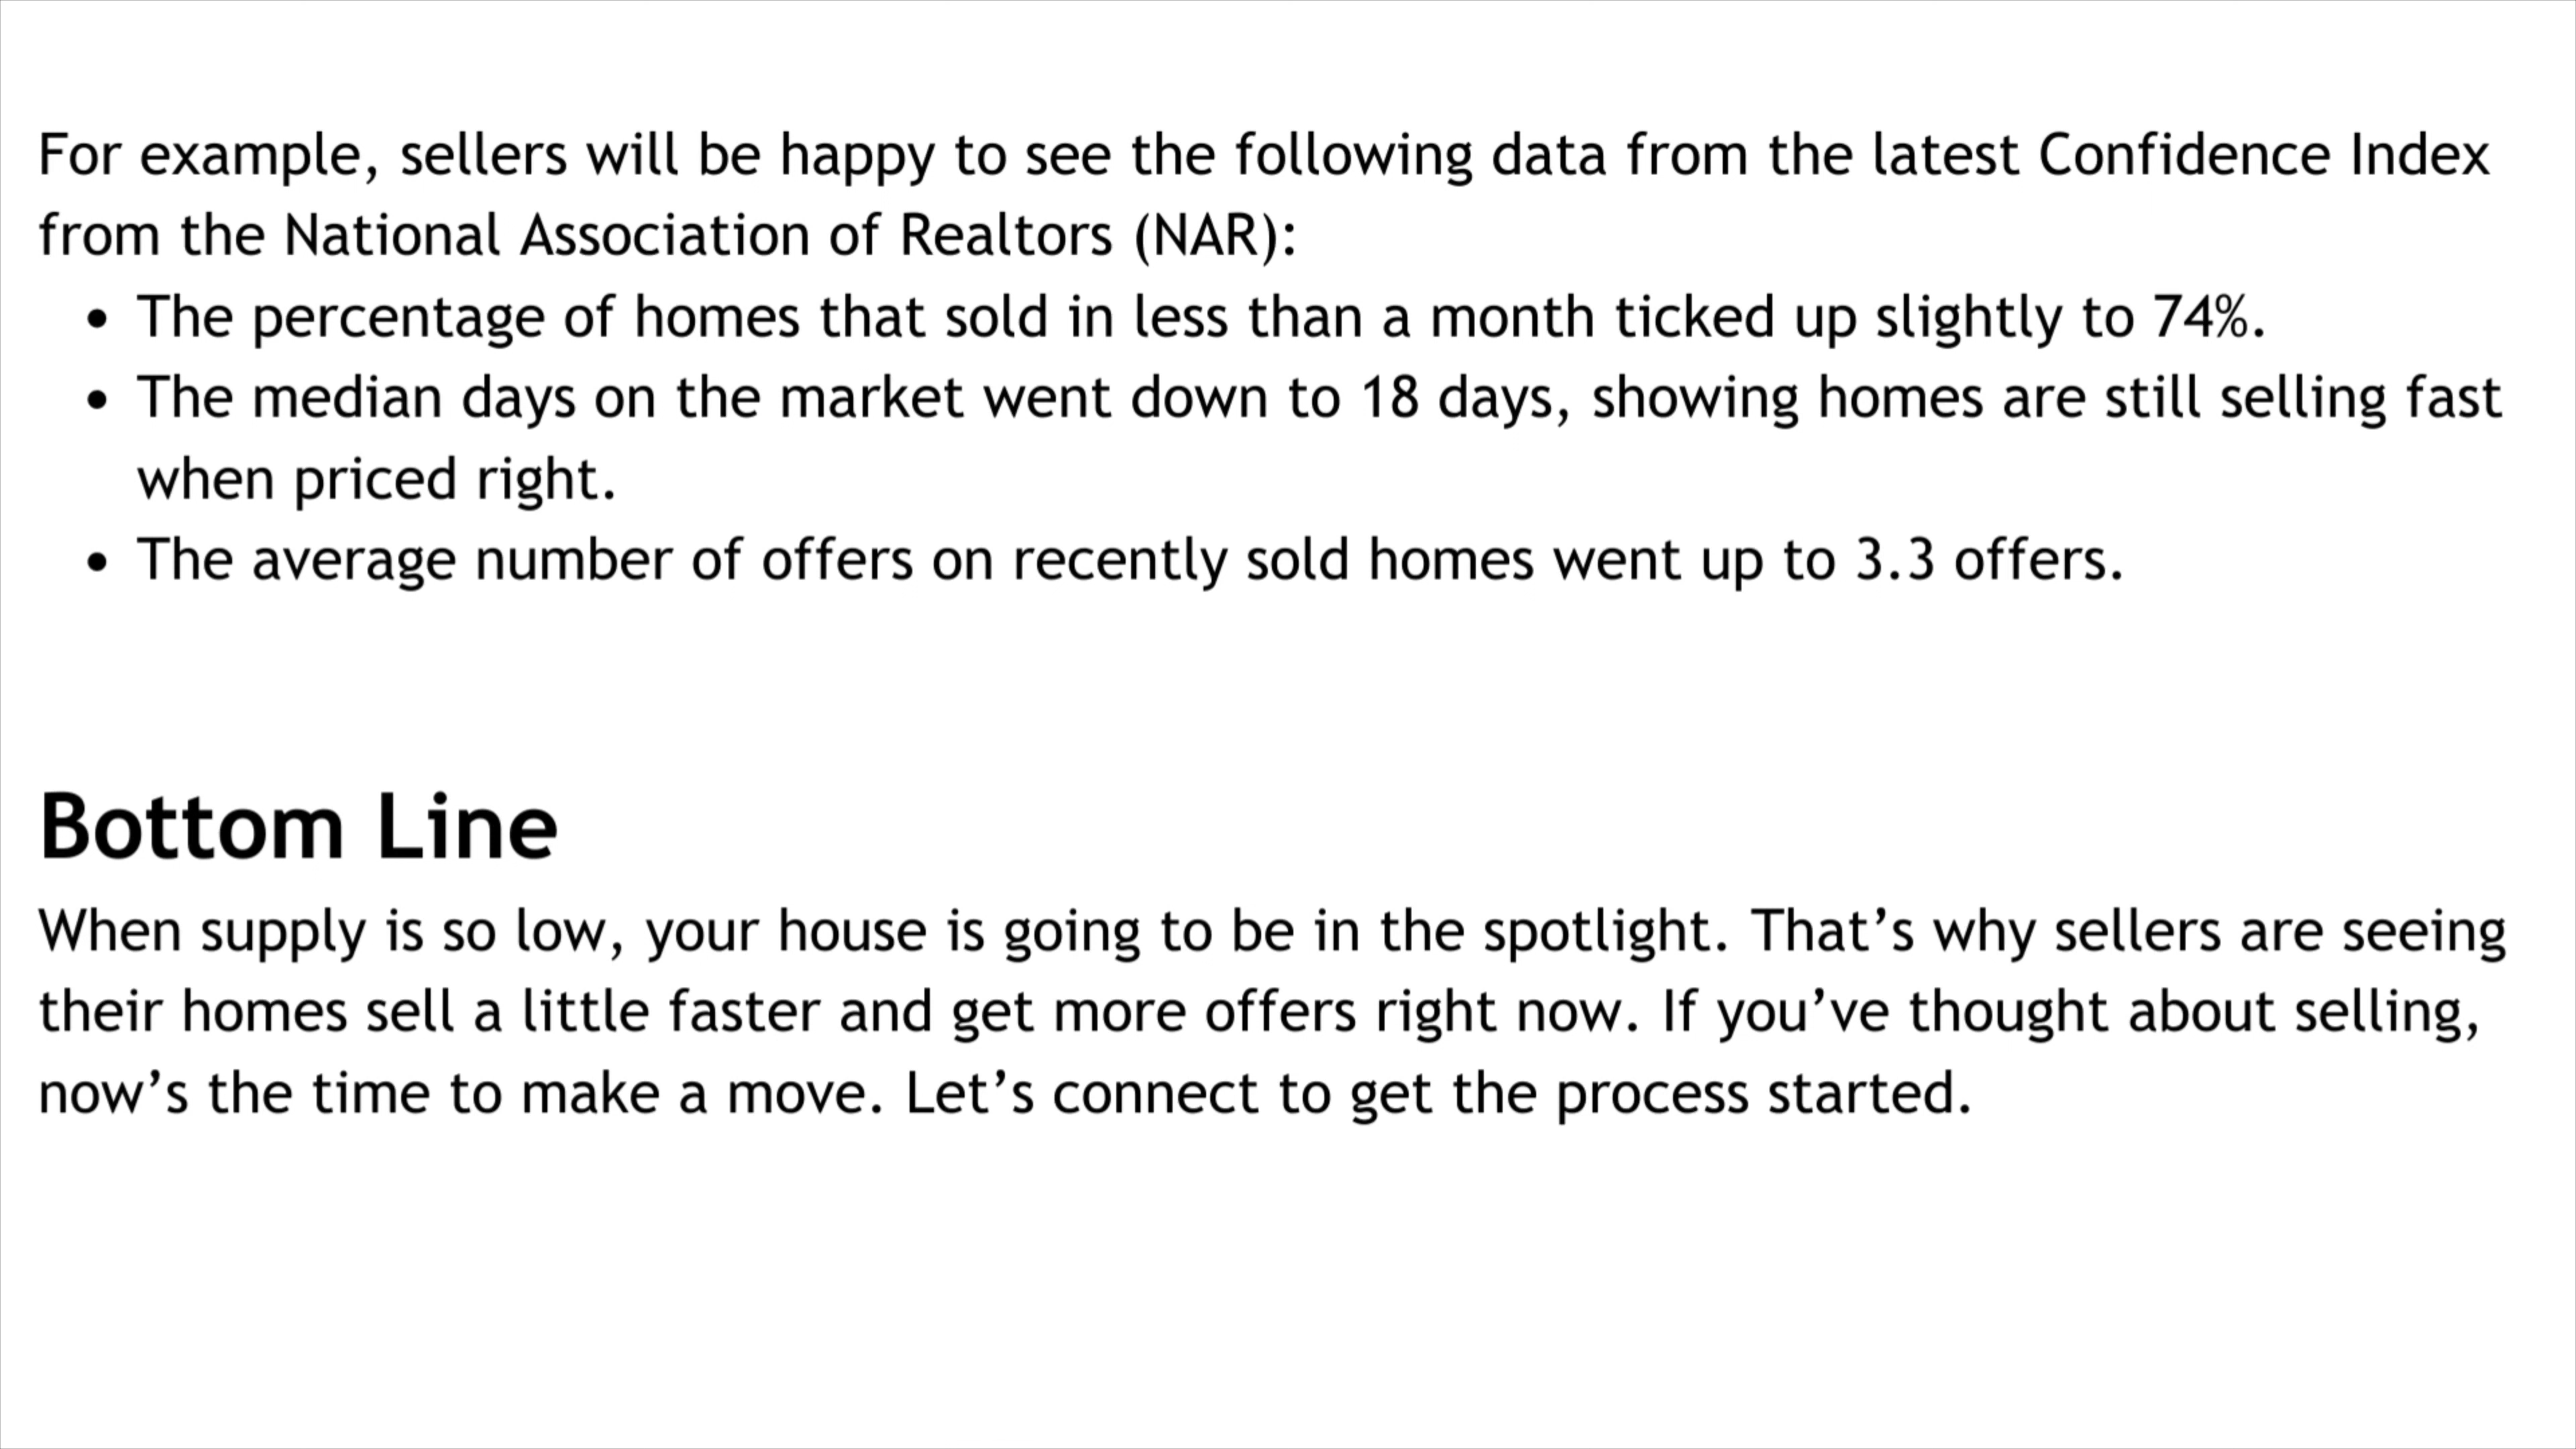 For example, sellers will be happy to see the following data from the latest Confidence Index
from the National Association of Realtors (NAR):
• The percentage of homes that sold in less than a month ticked up slightly to 74%.
• The median days on the market went down to 18 days, showing homes are still selling fast
when priced right.
• The average number of offers on recently sold homes went up to 3.3 offers.
Bottom Line
When supply is so low, your house is going to be in the spotlight. That’s why sellers are seeing
their homes sell a little faster and get more offers right now. If you’ve thought about selling,
now’s the time to make a move. Let’s connect to get the process started.